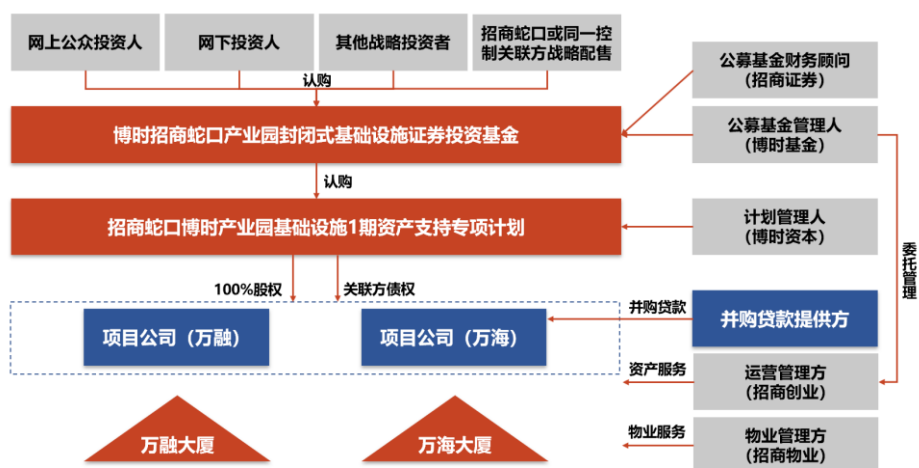 网上公众投资人
网下投资人
其他战略投资者
招商蛇口或同一控
制关联方战略配售
公募基金财务顾问
(招商证券)
认购
博时招商蛇口产业园封闭式基础设施证券投资基金
公募基金管理人
(博时基金)
认购
招商蛇口博时产业园基础设施1期资产支持专项计划
计划管理人
(博时资本)
委托管理
100%股权
关联方债权
并购贷款
并购贷款提供方
项目公司（万融）
项目公司（万海）
资产服务
运营管理方
(招商创业)
万融大厦
万海大厦
物业服务
物业管理方
(招商物业)